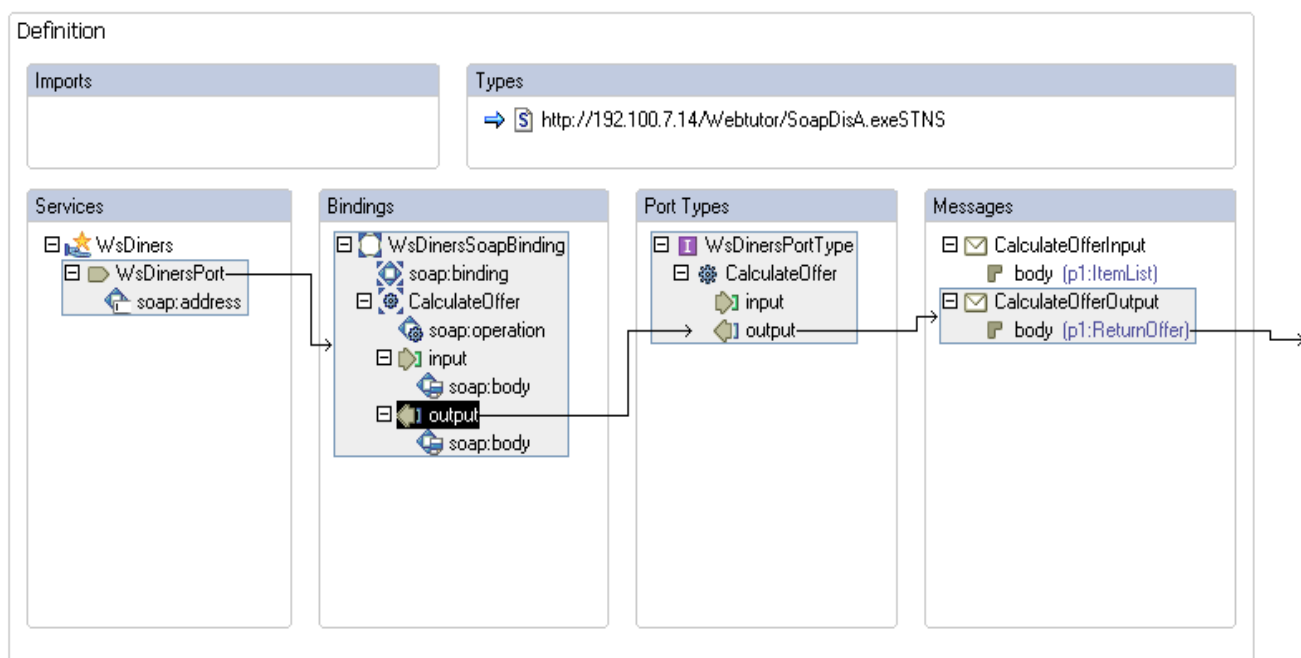 Definition
Imports
Types
http://192.100.7.14/Webtutor/SoapDisA.exeSTNS
Services
WsDiners
WsDinersPort
soap:address
Bindings
WsDinersSoapBinding
soap:binding
CalculateOffer
soap:operation
input
soap:body
output
soap:body
Port Types
WsDinersPortType
CalculateOffer
input
output
Messages
CalculateOfferInput
body (p1:ItemList)
CalculateOfferOutput
body (p1:ReturnOffer)